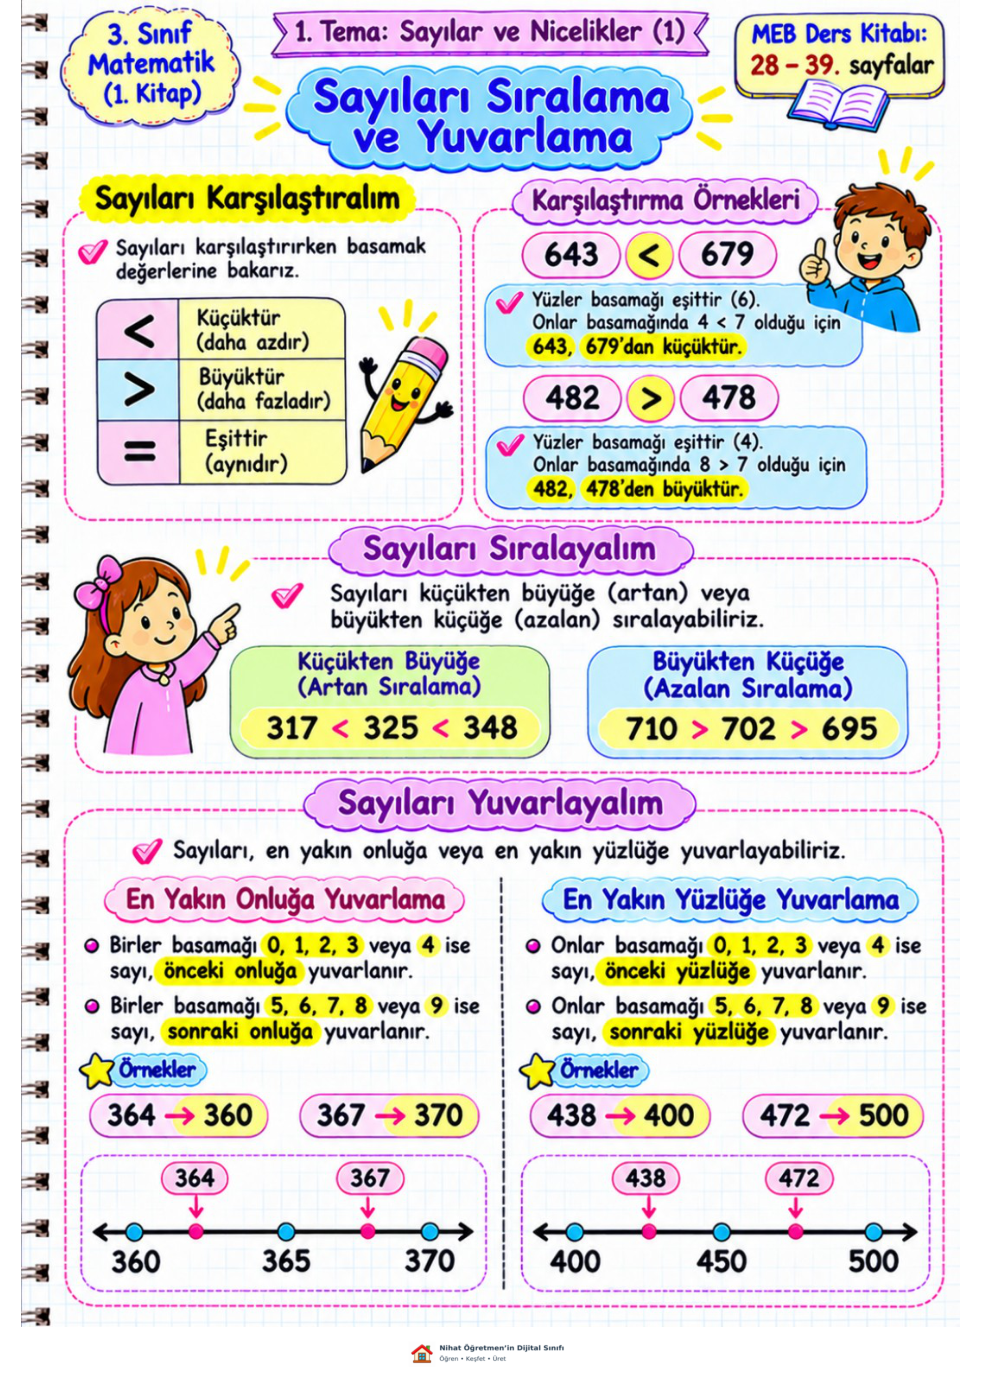 3. Sınıf
Matematik
(1. Kitap)
1. Tema: Sayılar ve Nicelikler (1)
MEB Ders Kitabı:
28 – 39. sayfalar
Sayıları Sıralama
ve Yuvarlama
Sayıları Karşılaştıralım
Sayıları karşılaştırırken basamak
değerlerine bakarız.
< Küçüktür
(daha azdır)
> Büyüktür
(daha fazladır)
= Eşittir
(aynıdır)
Karşılaştırma Örnekleri
643 < 679
Yüzler basamağı eşittir (6).
Onlar basamağında 4 < 7 olduğu için
643, 679'dan küçüktür.
482 > 478
Yüzler basamağı eşittir (4).
Onlar basamağında 8 > 7 olduğu için
482, 478'den büyüktür.
Sayıları Sıralayalım
Sayıları küçükten büyüğe (artan) veya
büyükten küçüğe (azalan) sıralayabiliriz.
Küçükten Büyüğe
(Artan Sıralama)
317 < 325 < 348
Büyükten Küçüğe
(Azalan Sıralama)
710 > 702 > 695
Sayıları Yuvarlayalım
Sayıları, en yakın onluğa veya en yakın yüzlüğe yuvarlayabiliriz.
En Yakın Onluğa Yuvarlama
Birler basamağı 0, 1, 2, 3 veya 4 ise
sayı, önceki onluğa yuvarlanır.
Birler basamağı 5, 6, 7, 8 veya 9 ise
sayı, sonraki onluğa yuvarlanır.
Örnekler
364 → 360 367 → 370
364 367
360 365 370
En Yakın Yüzlüğe Yuvarlama
Onlar basamağı 0, 1, 2, 3 veya 4 ise
sayı, önceki yüzlüğe yuvarlanır.
Onlar basamağı 5, 6, 7, 8 veya 9 ise
sayı, sonraki yüzlüğe yuvarlanır.
Örnekler
438 → 400 472 → 500
438 472
400 450 500
Nihat Öğretmen'in Dijital Sınıfı
Öğren • Keşfet • Üret